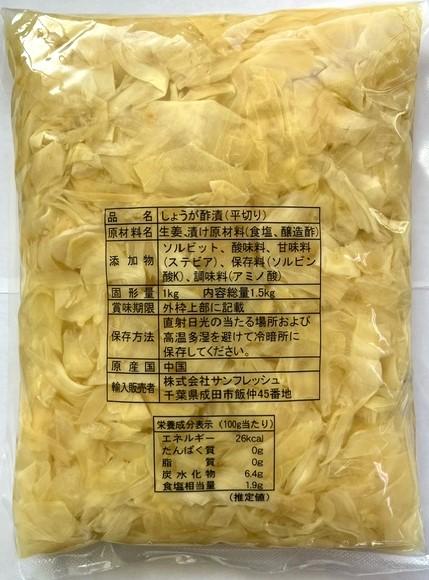 品名 しょうが酢漬(平切り)
原材料名 生姜、漬け原材料(食塩、醸造酢)
添加物 ソルビット、酸味料、甘味料
(ステビア)、保存料(ソルビン
酸K)、調味料(アミノ酸)
固形量 1kg 内容総量1.5kg
賞味期限 外枠上部に記載
保存方法 直射日光の当たる場所および
高温多湿を避けて冷暗所に
保存してください。
原産国 中国
輸入販売者 株式会社サンフレッシュ
千葉県成田市飯仲45番地
栄養成分表示(100g当たり)
エネルギー 26kcal
たんぱく質 0g
脂質 0g
炭水化物 6.4g
食塩相当量 1.9g
(推定値)